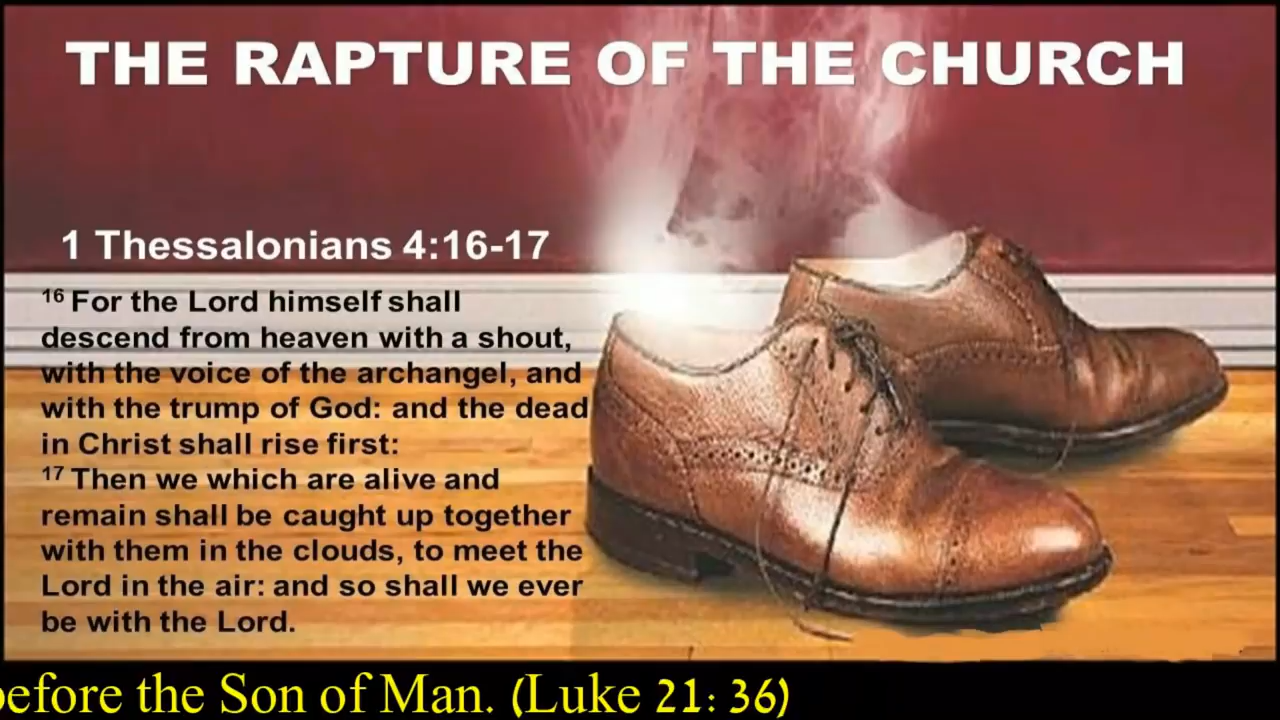 THE RAPTURE OF THE CHURCH
1 Thessalonians 4:16-17
16 For the Lord himself shall
descend from heaven with a shout,
with the voice of the archangel, and
with the trump of God: and the dead
in Christ shall rise first:
17 Then we which are alive and
remain shall be caught up together
with them in the clouds, to meet the
Lord in the air: and so shall we ever
be with the Lord.
before the Son of Man. (Luke 21: 36)